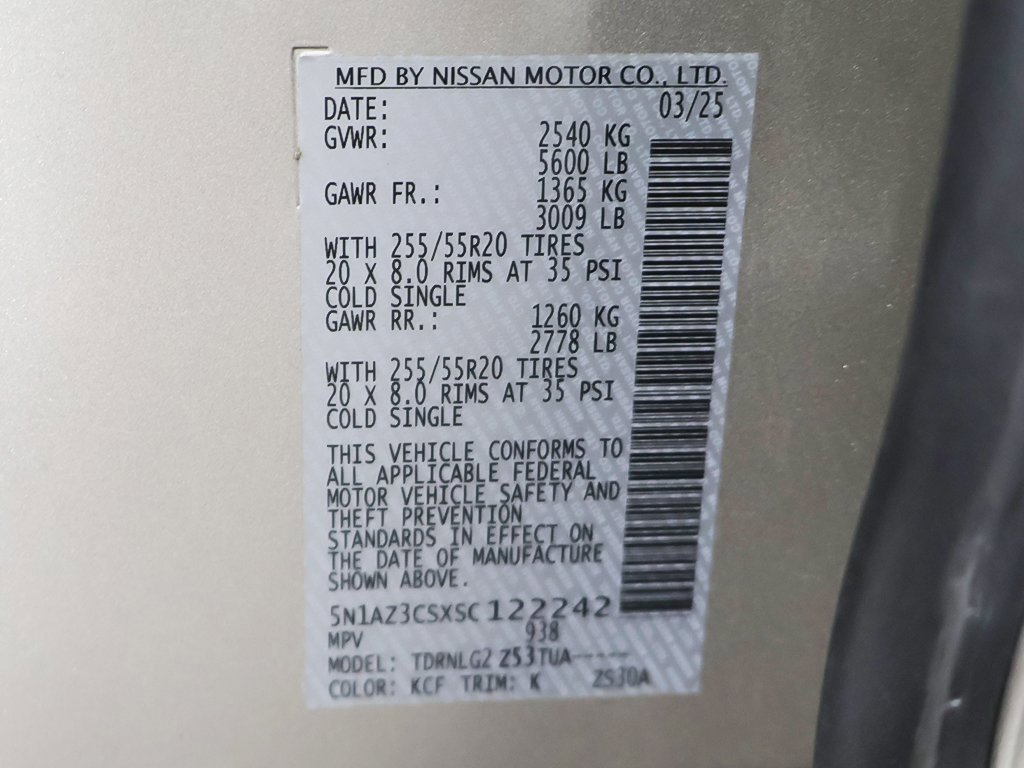 MFD BY NISSAN MOTOR CO., LTD.
DATE: 03/25
GVWR: 2540 KG
5600 LB
GAWR FR.: 1365 KG
3009 LB
WITH 255/55R20 TIRES
20 X 8.0 RIMS AT 35 PSI
COLD SINGLE
GAWR RR.: 1260 KG
2778 LB
WITH 255/55R20 TIRES
20 X 8.0 RIMS AT 35 PSI
COLD SINGLE
THIS VEHICLE CONFORMS TO
ALL APPLICABLE FEDERAL
MOTOR VEHICLE SAFETY AND
THEFT PREVENTION
STANDARDS IN EFFECT ON
THE DATE OF MANUFACTURE
SHOWN ABOVE.
5N1AZ3CSXSC122242
MPV 938
MODEL: TDRNLG2 Z53TUA-----
COLOR: KCF TRIM: K